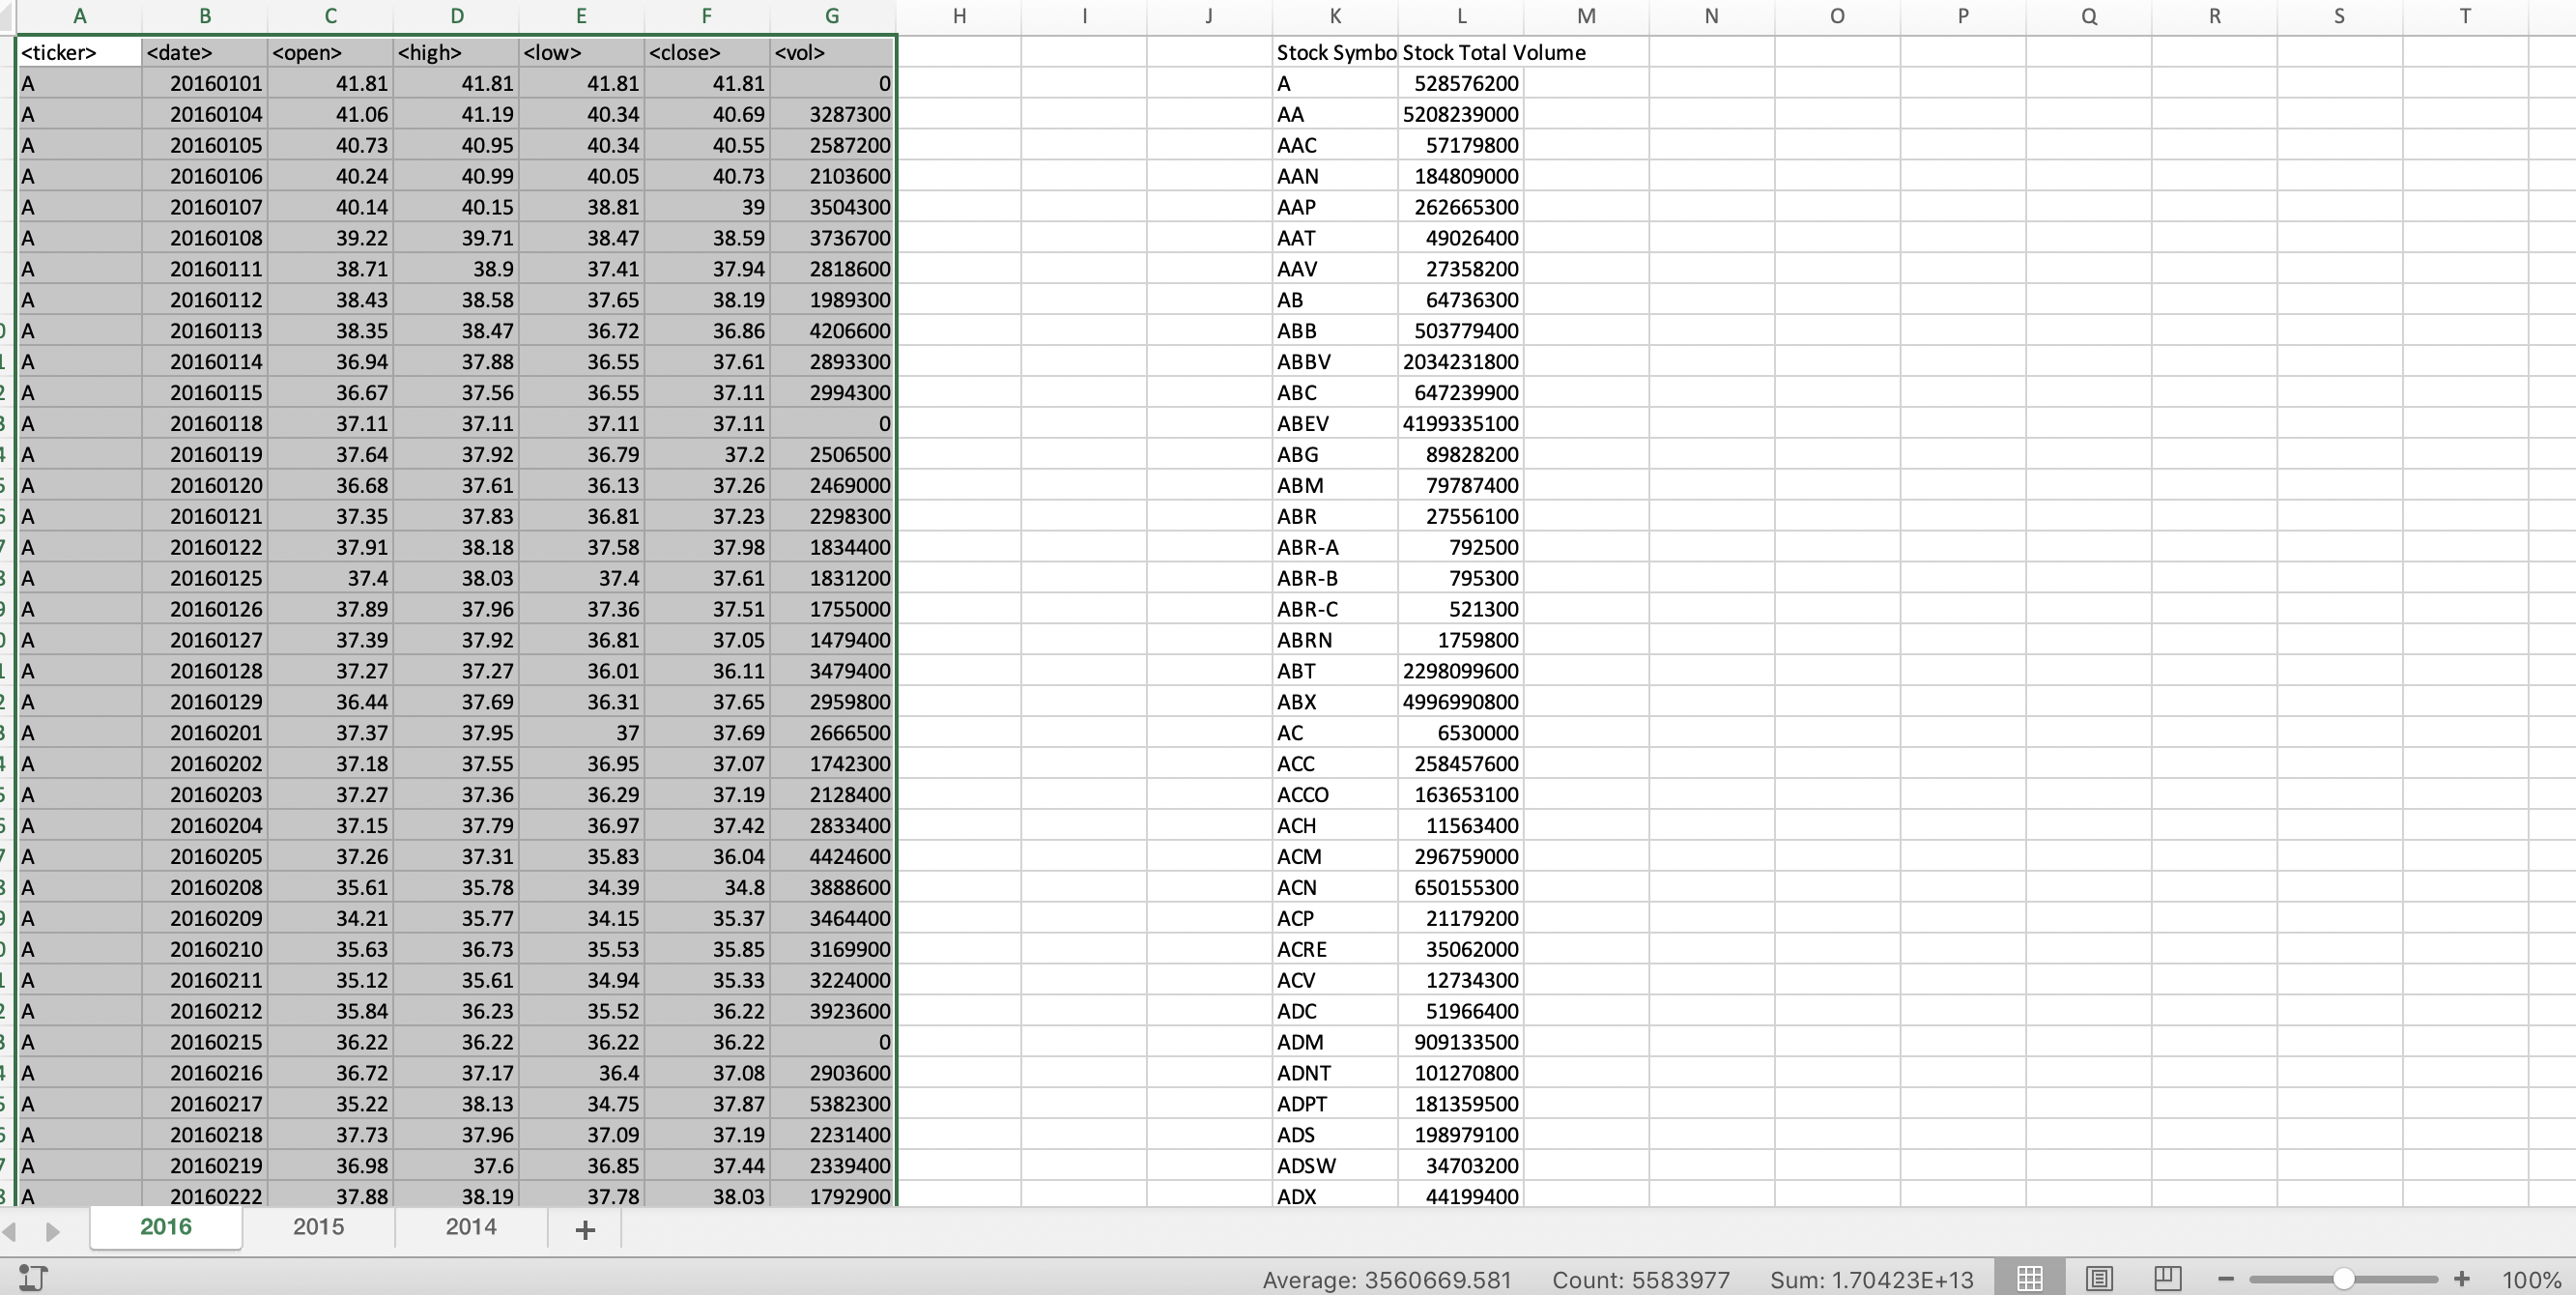 A B C D E F G H I J K L M N O P Q R S T
<ticker> <date> <open> <high> <low> <close> <vol> Stock Symbo Stock Total Volume
A 20160101 41.81 41.81 41.81 41.81 0 A 528576200
A 20160104 41.06 41.19 40.34 40.69 3287300 AA 5208239000
A 20160105 40.73 40.95 40.34 40.55 2587200 AAC 57179800
A 20160106 40.24 40.99 40.05 40.73 2103600 AAN 184809000
A 20160107 40.14 40.15 38.81 39 3504300 AAP 262665300
A 20160108 39.22 39.71 38.47 38.59 3736700 AAT 49026400
A 20160111 38.71 38.9 37.41 37.94 2818600 AAV 27358200
A 20160112 38.43 38.58 37.65 38.19 1989300 AB 64736300
A 20160113 38.35 38.47 36.72 36.86 4206600 ABB 503779400
A 20160114 36.94 37.88 36.55 37.61 2893300 ABBV 2034231800
A 20160115 36.67 37.56 36.55 37.11 2994300 ABC 647239900
A 20160118 37.11 37.11 37.11 37.11 0 ABEV 4199335100
A 20160119 37.64 37.92 36.79 37.2 2506500 ABG 89828200
A 20160120 36.68 37.61 36.13 37.26 2469000 ABM 79787400
A 20160121 37.35 37.83 36.81 37.23 2298300 ABR 27556100
A 20160122 37.91 38.18 37.58 37.98 1834400 ABR-A 792500
A 20160125 37.4 38.03 37.4 37.61 1831200 ABR-B 795300
A 20160126 37.89 37.96 37.36 37.51 1755000 ABR-C 521300
A 20160127 37.39 37.92 36.81 37.05 1479400 ABRN 1759800
A 20160128 37.27 37.27 36.01 36.11 3479400 ABT 2298099600
A 20160129 36.44 37.69 36.31 37.65 2959800 ABX 4996990800
A 20160201 37.37 37.95 37 37.69 2666500 AC 6530000
A 20160202 37.18 37.55 36.95 37.07 1742300 ACC 258457600
A 20160203 37.27 37.36 36.29 37.19 2128400 ACCO 163653100
A 20160204 37.15 37.79 36.97 37.42 2833400 ACH 11563400
A 20160205 37.26 37.31 35.83 36.04 4424600 ACM 296759000
A 20160208 35.61 35.78 34.39 34.8 3888600 ACN 650155300
A 20160209 34.21 35.77 34.15 35.37 3464400 ACP 21179200
A 20160210 35.63 36.73 35.53 35.85 3169900 ACRE 35062000
A 20160211 35.12 35.61 34.94 35.33 3224000 ACV 12734300
A 20160212 35.84 36.23 35.52 36.22 3923600 ADC 51966400
A 20160215 36.22 36.22 36.22 36.22 0 ADM 909133500
A 20160216 36.72 37.17 36.4 37.08 2903600 ADNT 101270800
A 20160217 35.22 38.13 34.75 37.87 5382300 ADPT 181359500
A 20160218 37.73 37.96 37.09 37.19 2231400 ADS 198979100
A 20160219 36.98 37.6 36.85 37.44 2339400 ADSW 34703200
A 20160222 37.88 38.19 37.78 38.03 1792900 ADX 44199400
2016 2015 2014 +
Average: 3560669.581 Count: 5583977 Sum: 1.70423E+13 100%